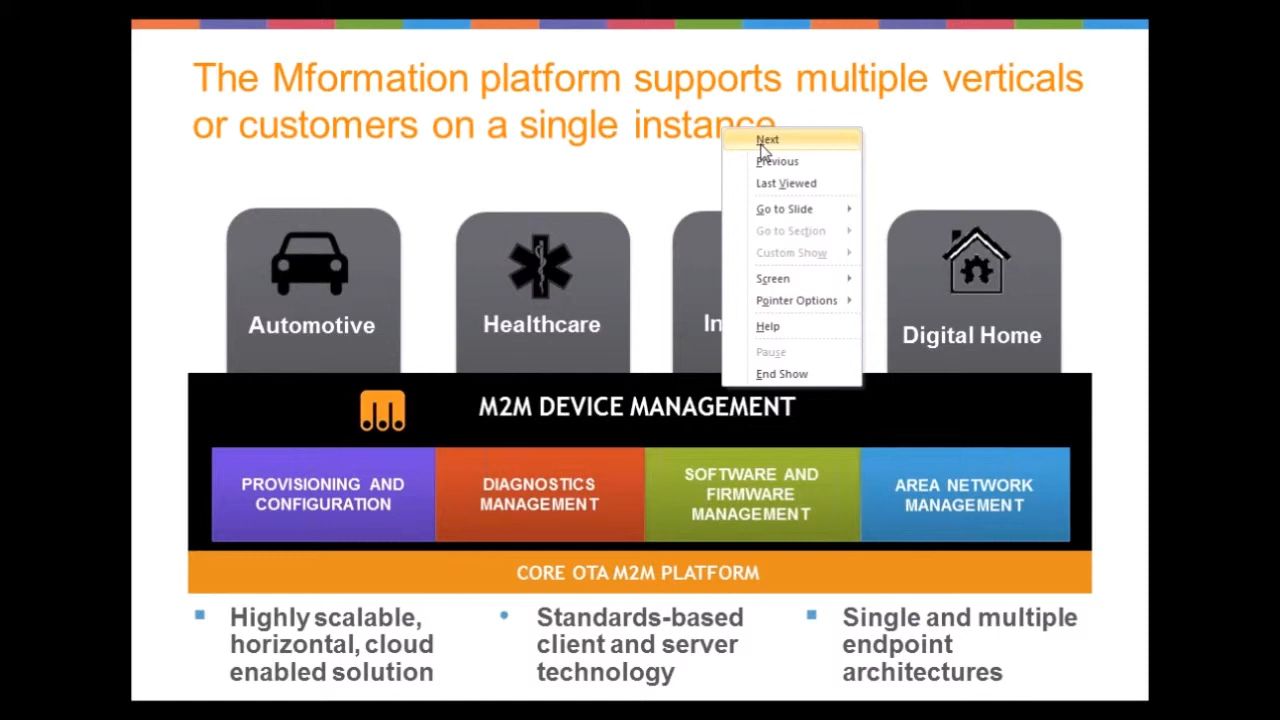 The Mformation platform supports multiple verticals
or customers on a single instance
Next
Previous
Last Viewed
Go to Slide
Go to Section
Custom Show
Screen
Pointer Options
Help
Pause
End Show
Automotive
Healthcare
In
Digital Home
M2M DEVICE MANAGEMENT
PROVISIONING AND
CONFIGURATION
DIAGNOSTICS
MANAGEMENT
SOFTWARE AND
FIRMWARE
MANAGEMENT
AREA NETWORK
MANAGEMENT
CORE OTA M2M PLATFORM
Highly scalable,
horizontal, cloud
enabled solution
Standards-based
client and server
technology
Single and multiple
endpoint
architectures